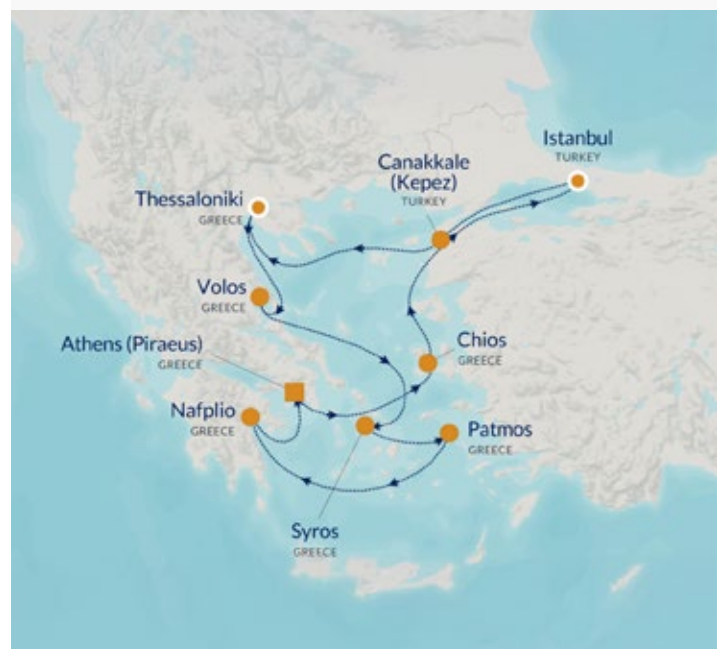 Istanbul
TURKEY
Canakkale
(Kepez)
TURKEY
Thessaloniki
GREECE
Volos
GREECE
Athens (Piraeus)
GREECE
Chios
GREECE
Nafplio
GREECE
Patmos
GREECE
Syros
GREECE